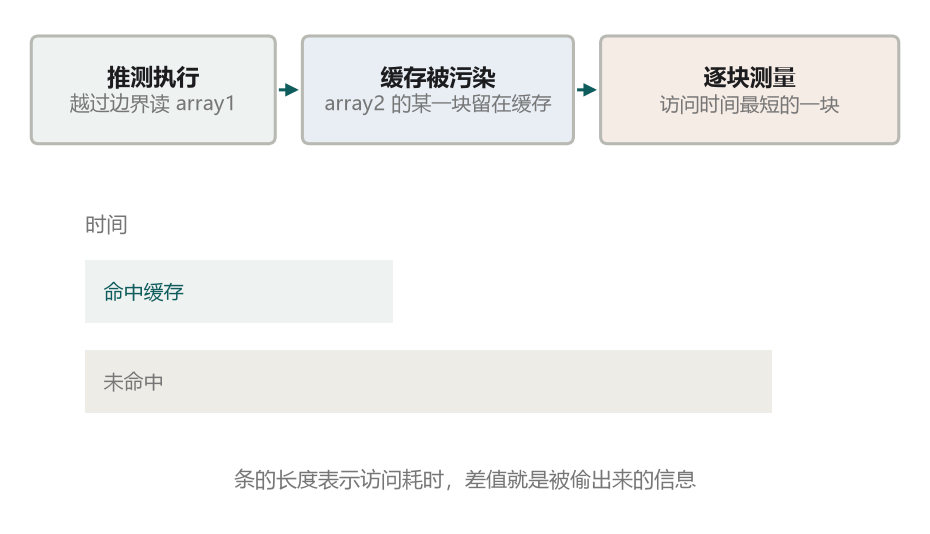 推测执行
越过边界读 array1
缓存被污染
array2 的某一块留在缓存
逐块测量
访问时间最短的一块
时间
命中缓存
未命中
条的长度表示访问耗时，差值就是被偷出来的信息